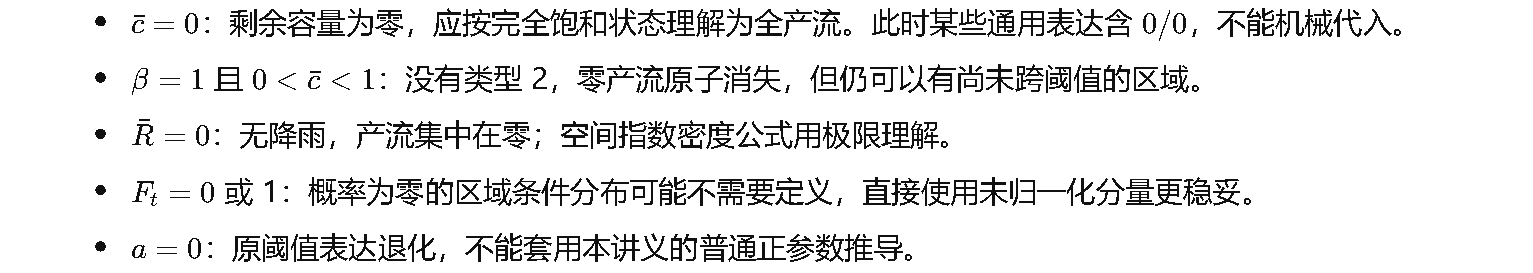 • c̄ = 0：剩余容量为零，应按完全饱和状态理解为全产流。此时某些通用表达含 0/0，不能机械代入。
• β = 1 且 0 < c̄ < 1：没有类型 2，零产流原子消失，但仍可以有尚未跨阈值的区域。
• R̄ = 0：无降雨，产流集中在零；空间指数密度公式用极限理解。
• Fₜ = 0 或 1：概率为零的区域条件分布可能不需要定义，直接使用未归一化分量更稳妥。
• a = 0：原阈值表达退化，不能套用本讲义的普通正参数推导。